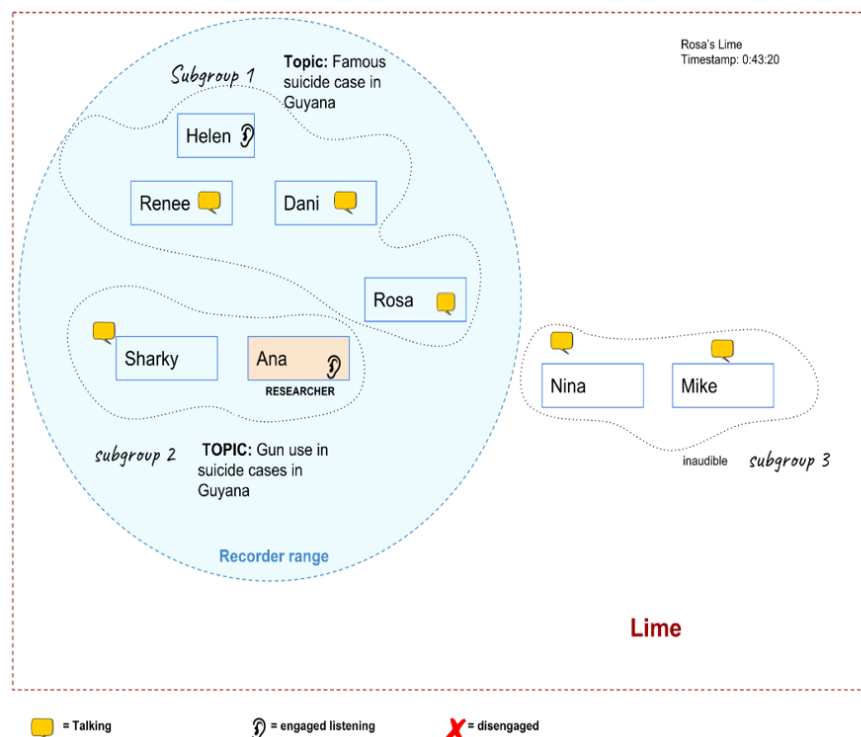 Rosa's Lime
Timestamp: 0:43:20
Subgroup 1
Topic: Famous
suicide case in
Guyana
Helen
Renee
Dani
Rosa
Sharky
Ana
RESEARCHER
Nina
Mike
inaudible
subgroup 3
subgroup 2
TOPIC: Gun use in
suicide cases in
Guyana
Recorder range
Lime
= Talking
= engaged listening
= disengaged